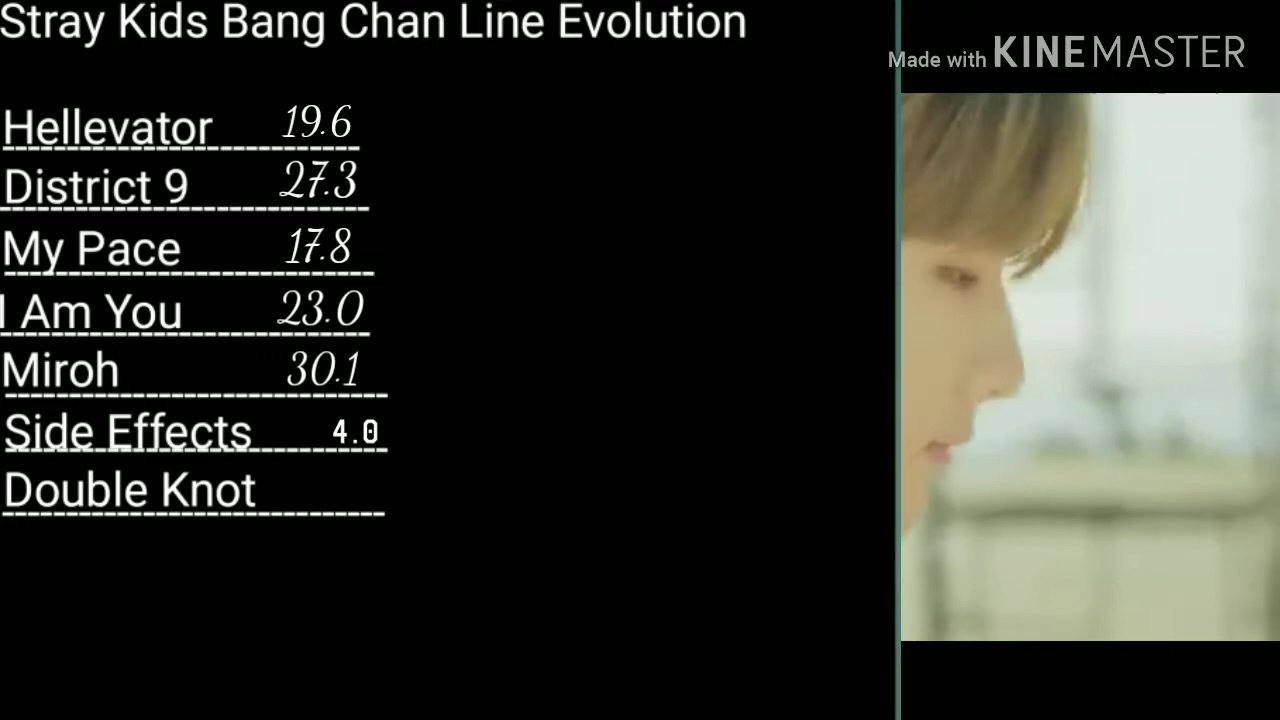 Stray Kids Bang Chan Line Evolution
Made with KINEMASTER
Hellevator 19.6
District 9 27.3
My Pace 17.8
I Am You 23.0
Miroh 30.1
Side Effects 4.0
Double Knot